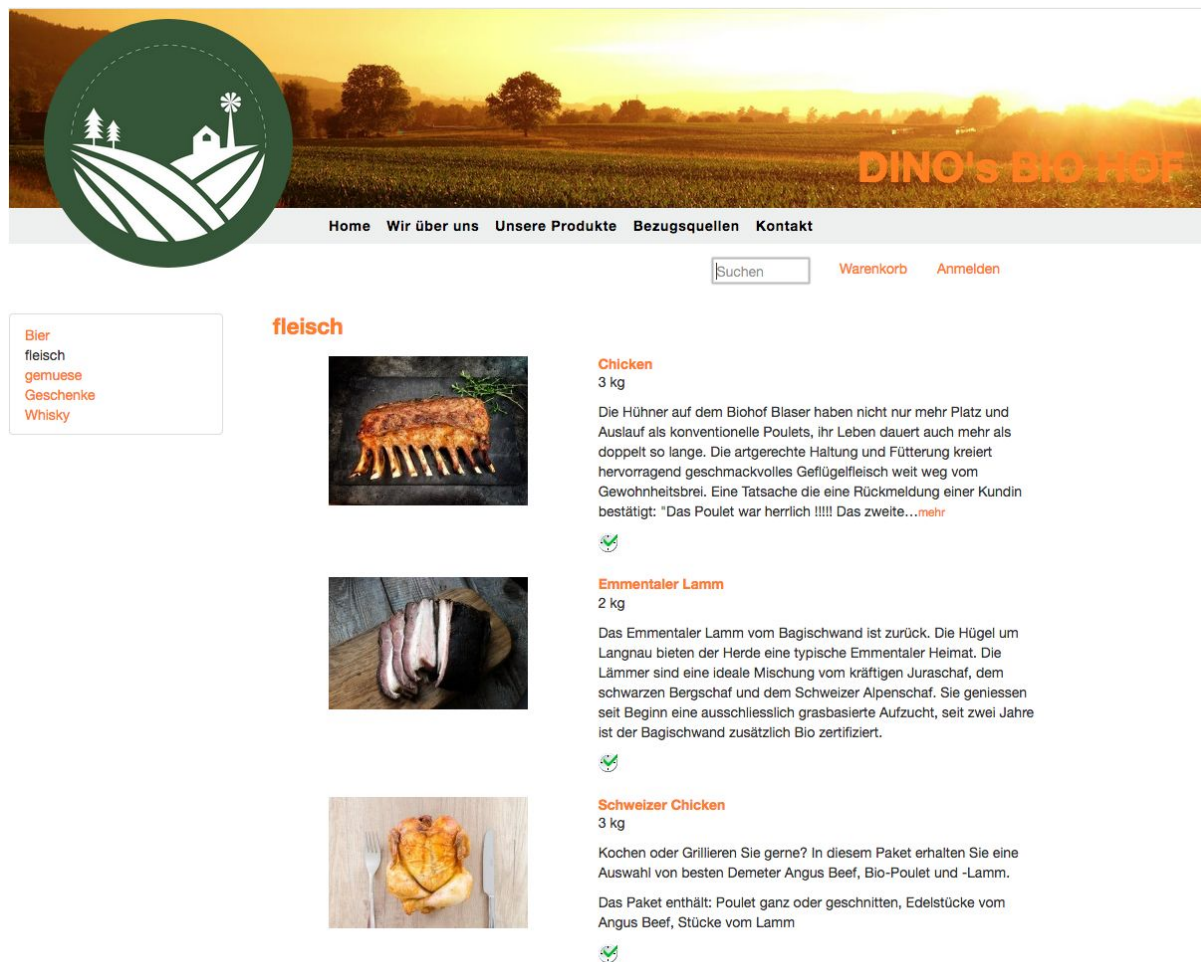 DINO's BIO HOF
Home Wir über uns Unsere Produkte Bezugsquellen Kontakt
Suchen Warenkorb Anmelden
Bier
fleisch
gemuese
Geschenke
Whisky
fleisch
Chicken
3 kg
Die Hühner auf dem Biohof Blaser haben nicht nur mehr Platz und
Auslauf als konventionelle Poulets, ihr Leben dauert auch mehr als
doppelt so lange. Die artgerechte Haltung und Fütterung kreiert
hervorragend geschmackvolles Geflügelfleisch weit weg vom
Gewohnheitsbrei. Eine Tatsache die eine Rückmeldung einer Kundin
bestätigt: "Das Poulet war herrlich !!!!! Das zweite…mehr
Emmentaler Lamm
2 kg
Das Emmentaler Lamm vom Bagischwand ist zurück. Die Hügel um
Langnau bieten der Herde eine typische Emmentaler Heimat. Die
Lämmer sind eine ideale Mischung vom kräftigen Juraschaf, dem
schwarzen Bergschaf und dem Schweizer Alpenschaf. Sie geniessen
seit Beginn eine ausschliesslich grasbasierte Aufzucht, seit zwei Jahre
ist der Bagischwand zusätzlich Bio zertifiziert.
Schweizer Chicken
3 kg
Kochen oder Grillieren Sie gerne? In diesem Paket erhalten Sie eine
Auswahl von besten Demeter Angus Beef, Bio-Poulet und -Lamm.
Das Paket enthält: Poulet ganz oder geschnitten, Edelstücke vom
Angus Beef, Stücke vom Lamm